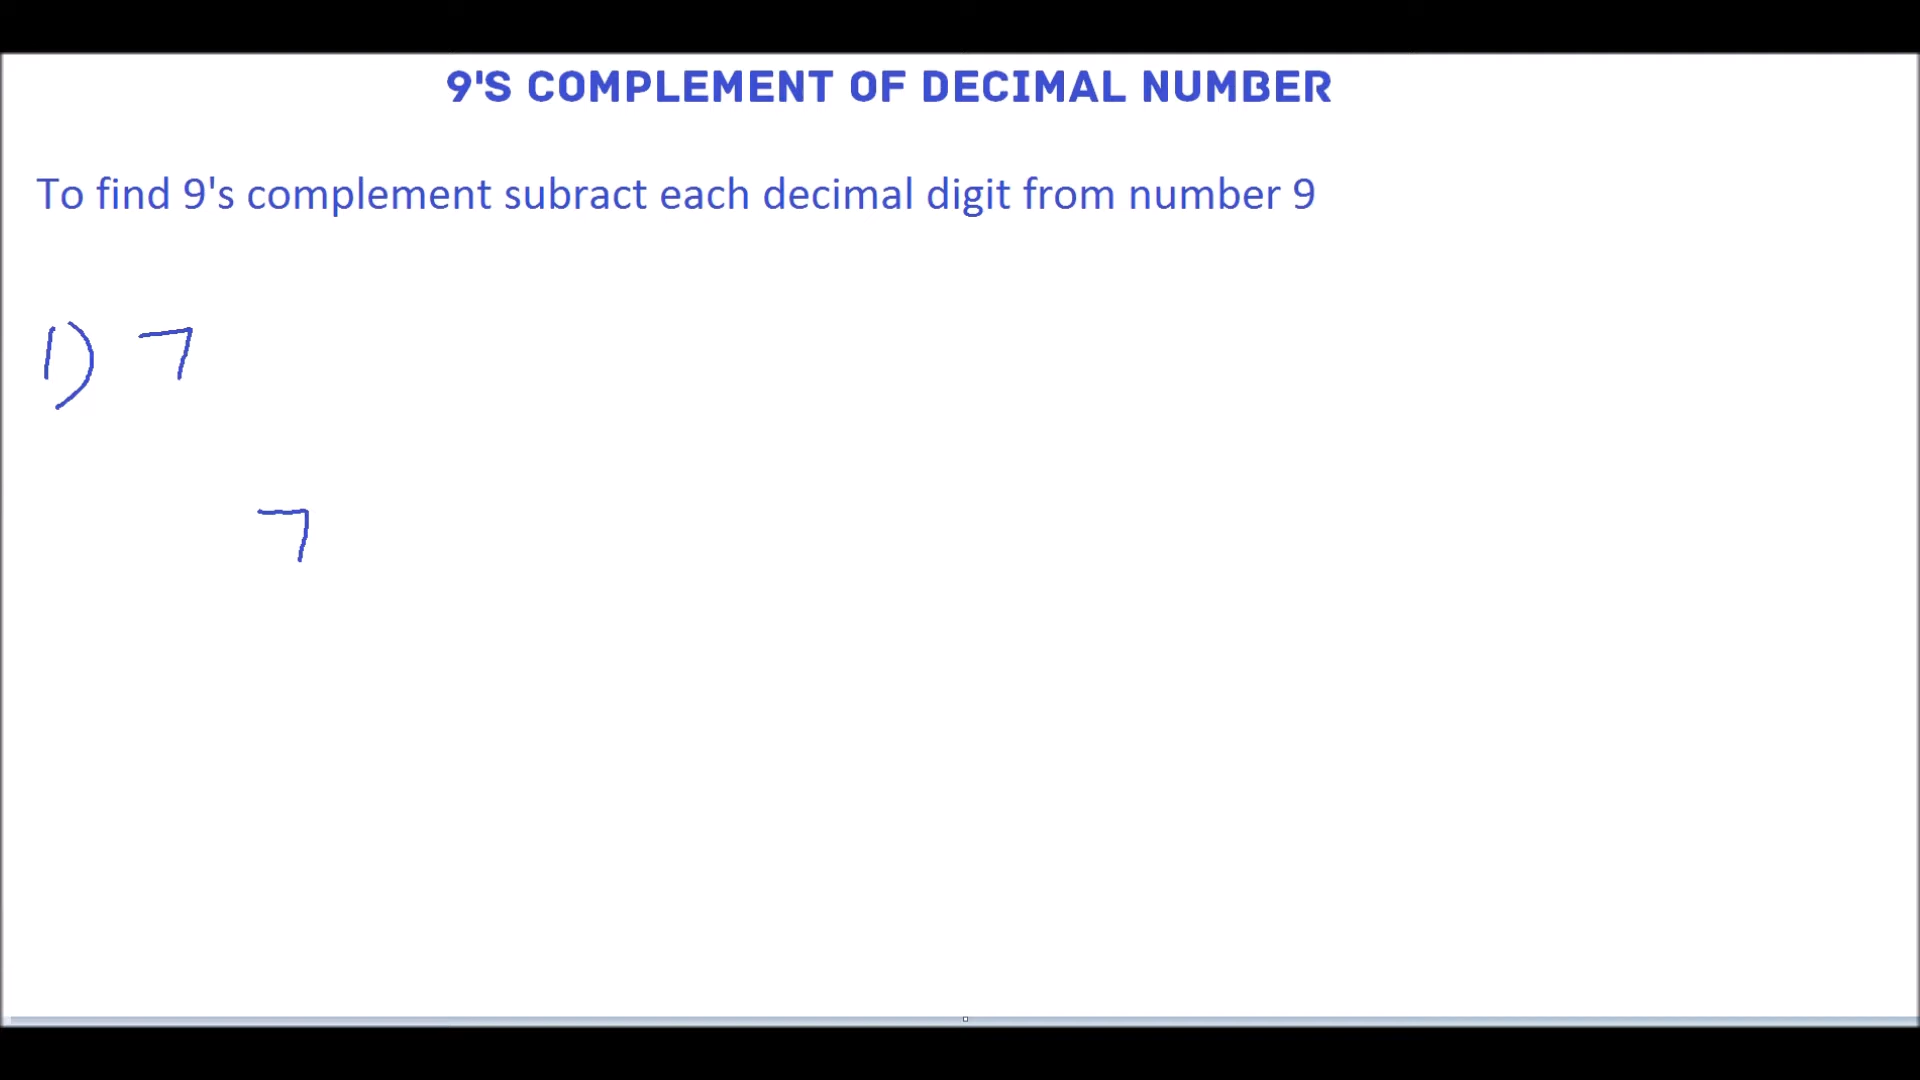 9'S COMPLEMENT OF DECIMAL NUMBER
To find 9's complement subract each decimal digit from number 9
1) 7
7